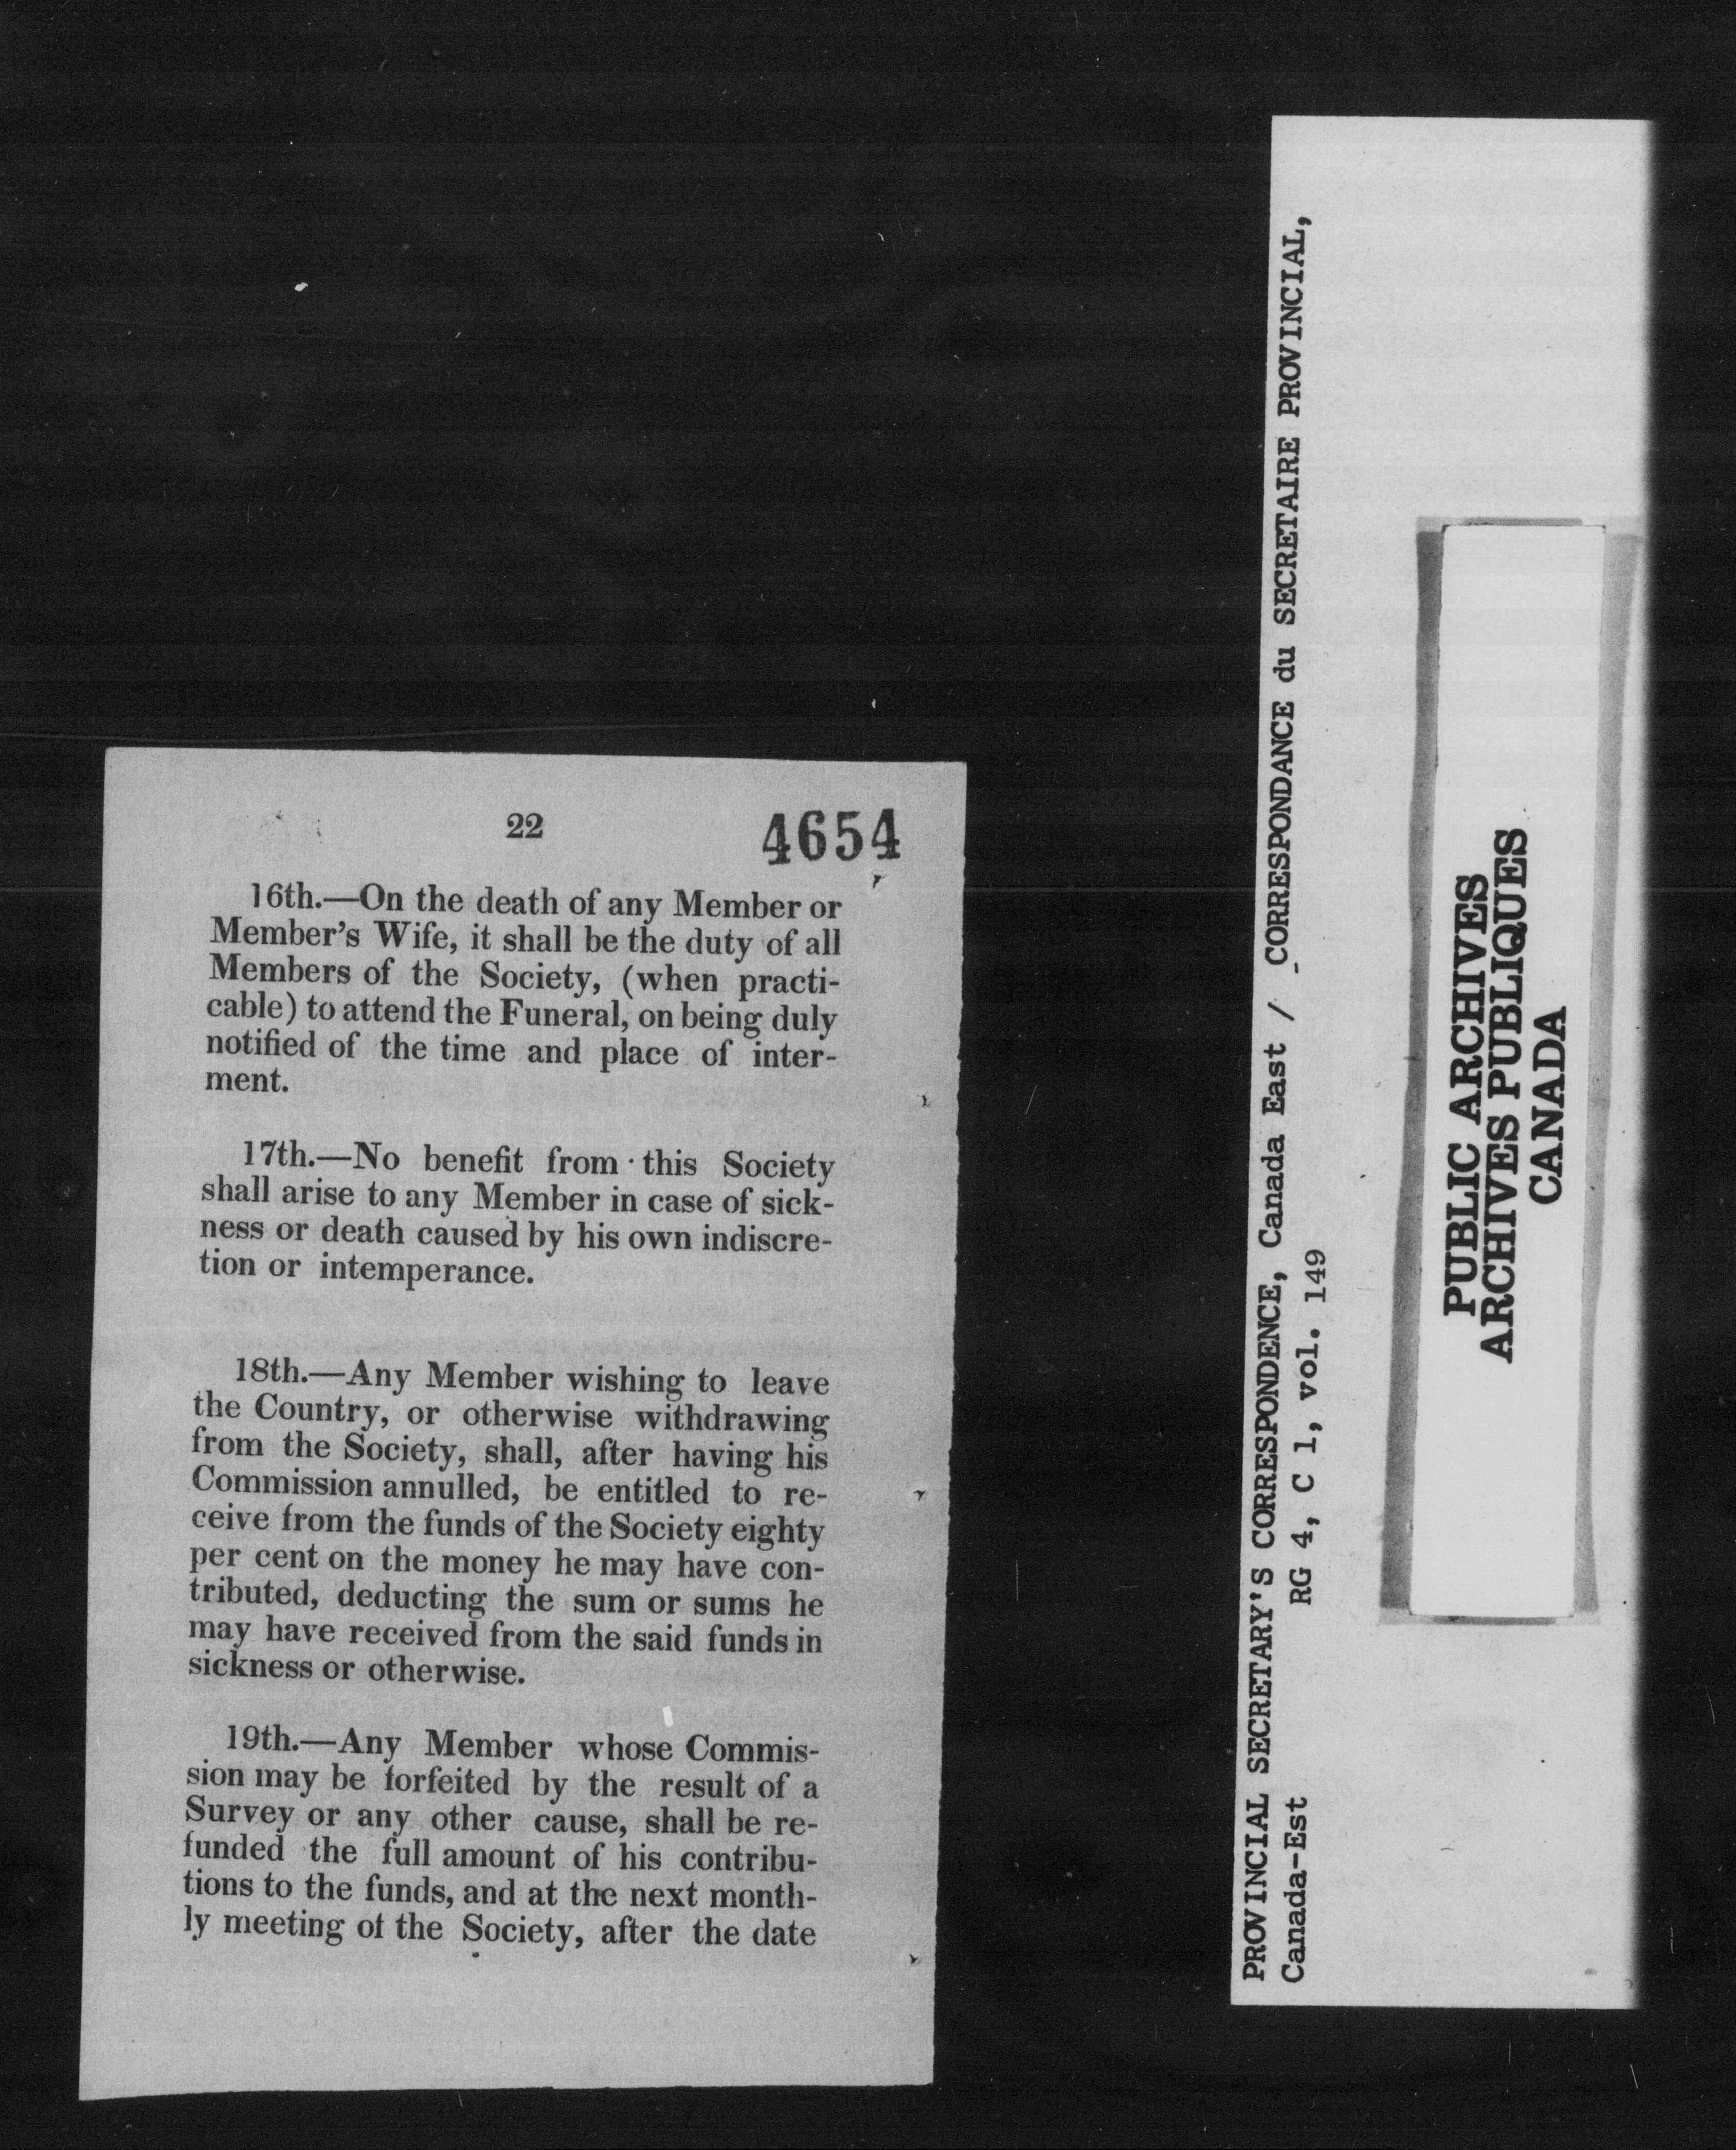 22
4654
16th.—On the death of any Member or
Member's Wife, it shall be the duty of all
Members of the Society, (when practi-
cable) to attend the Funeral, on being duly
notified of the time and place of inter-
ment.
17th.—No benefit from this Society
shall arise to any Member in case of sick-
ness or death caused by his own indiscre-
tion or intemperance.
18th.—Any Member wishing to leave
the Country, or otherwise withdrawing
from the Society, shall, after having his
Commission annulled, be entitled to re-
ceive from the funds of the Society eighty
per cent on the money he may have con-
tributed, deducting the sum or sums he
may have received from the said funds in
sickness or otherwise.
19th.—Any Member whose Commis-
sion may be forfeited by the result of a
Survey or any other cause, shall be re-
funded the full amount of his contribu-
tions to the funds, and at the next month-
ly meeting of the Society, after the date
PROVINCIAL SECRETARY'S CORRESPONDENCE, Canada East / CORRESPONDANCE du SECRETAIRE PROVINCIAL,
Canada-Est RG 4, C 1, vol. 149
PUBLIC ARCHIVES
ARCHIVES PUBLIQUES
CANADA